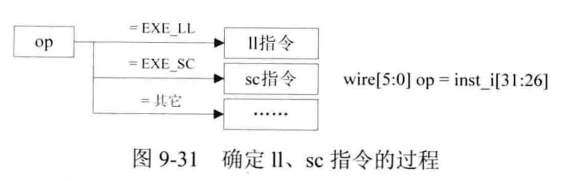 op
= EXE_LL
ll指令
= EXE_SC
sc指令
wire[5:0] op = inst_i[31:26]
= 其它
……
图 9-31 确定 ll、sc 指令的过程